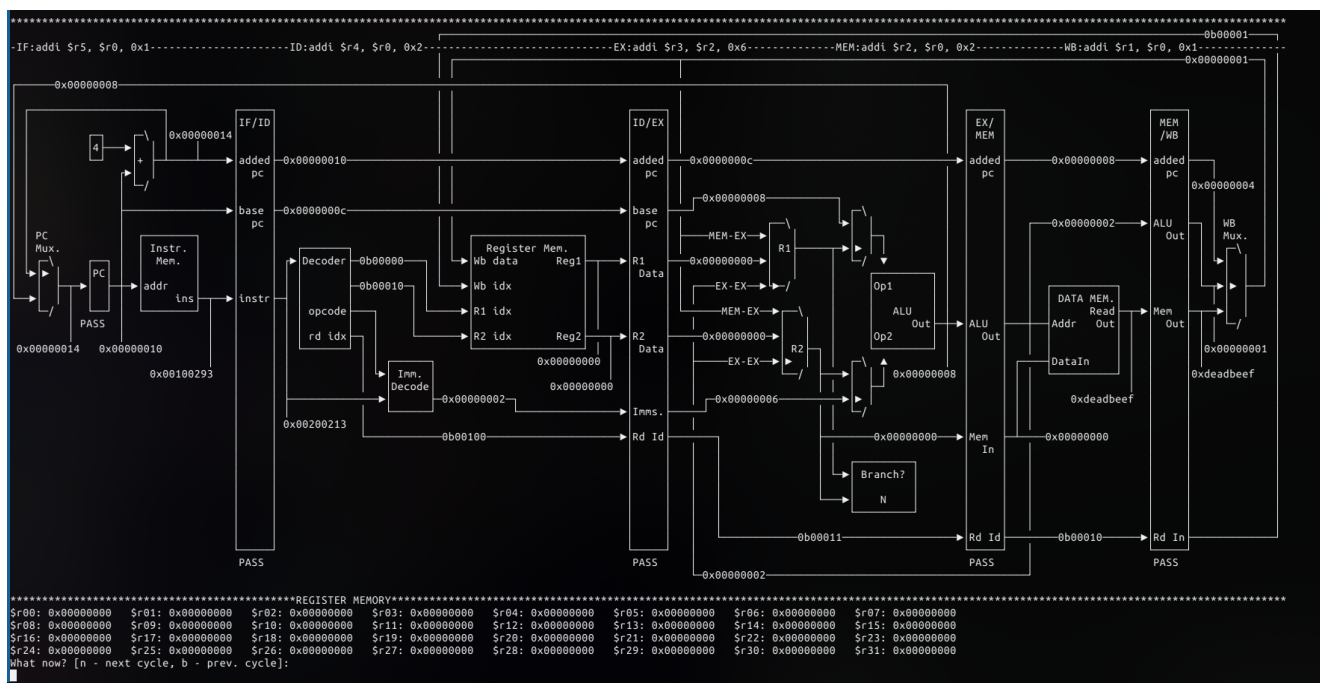 ****************************************************************
0b00001
-IF:addi $r5, $r0, 0x1----------------------ID:addi $r4, $r0, 0x2------------------------------EX:addi $r3, $r2, 0x6--------------MEM:addi $r2, $r0, 0x2--------------WB:addi $r1, $r0, 0x1--------------
0x00000001
0x00000008
IF/ID ID/EX EX/ MEM
MEM /WB
4 0x00000014
+ added 0x00000010 added 0x0000000c added 0x00000008 added
pc pc pc pc
0x00000004
0x00000008
base 0x0000000c base 0x00000002 ALU WB
PC pc pc MEM-EX Out Mux.
Mux. Instr. Register Mem. R1
PC Mem. Decoder 0b00000 Wb data Reg1 R1 0x00000000
addr Data
ins instr 0b00010 Wb idx EX-EX Op1 DATA MEM.
opcode R1 idx MEM-EX ALU Read Mem
PASS Out ALU Addr Out Out
rd idx R2 idx Reg2 R2 0x00000000 Op2 Out
0x00000014 0x00000010 0x00000000 Data R2 0x00000001
EX-EX DataIn
0x00100293 Imm. 0x00000000 0x00000008 0xdeadbeef
Decode 0x00000002 0x00000006 0xdeadbeef
Imms.
0x00200213
0b00100 Rd Id 0x00000000 Mem 0x00000000
In
Branch?
N
0b00011 Rd Id 0b00010 Rd In
PASS PASS PASS PASS
0x00000002
****************REGISTER MEMORY****************
$r00: 0x00000000 $r01: 0x00000000 $r02: 0x00000000 $r03: 0x00000000 $r04: 0x00000000 $r05: 0x00000000 $r06: 0x00000000 $r07: 0x00000000
$r08: 0x00000000 $r09: 0x00000000 $r10: 0x00000000 $r11: 0x00000000 $r12: 0x00000000 $r13: 0x00000000 $r14: 0x00000000 $r15: 0x00000000
$r16: 0x00000000 $r17: 0x00000000 $r18: 0x00000000 $r19: 0x00000000 $r20: 0x00000000 $r21: 0x00000000 $r22: 0x00000000 $r23: 0x00000000
$r24: 0x00000000 $r25: 0x00000000 $r26: 0x00000000 $r27: 0x00000000 $r28: 0x00000000 $r29: 0x00000000 $r30: 0x00000000 $r31: 0x00000000
What now? [n - next cycle, b - prev. cycle]: